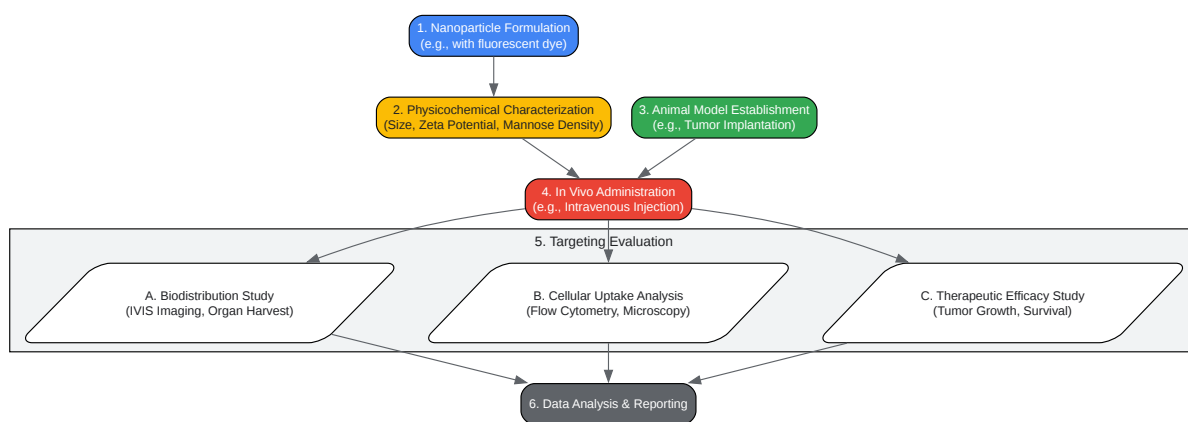 1. Nanoparticle Formulation
(e.g., with fluorescent dye)
2. Physicochemical Characterization
(Size, Zeta Potential, Mannose Density)
3. Animal Model Establishment
(e.g., Tumor Implantation)
4. In Vivo Administration
(e.g., Intravenous Injection)
5. Targeting Evaluation
A. Biodistribution Study
(IVIS Imaging, Organ Harvest)
B. Cellular Uptake Analysis
(Flow Cytometry, Microscopy)
C. Therapeutic Efficacy Study
(Tumor Growth, Survival)
6. Data Analysis & Reporting